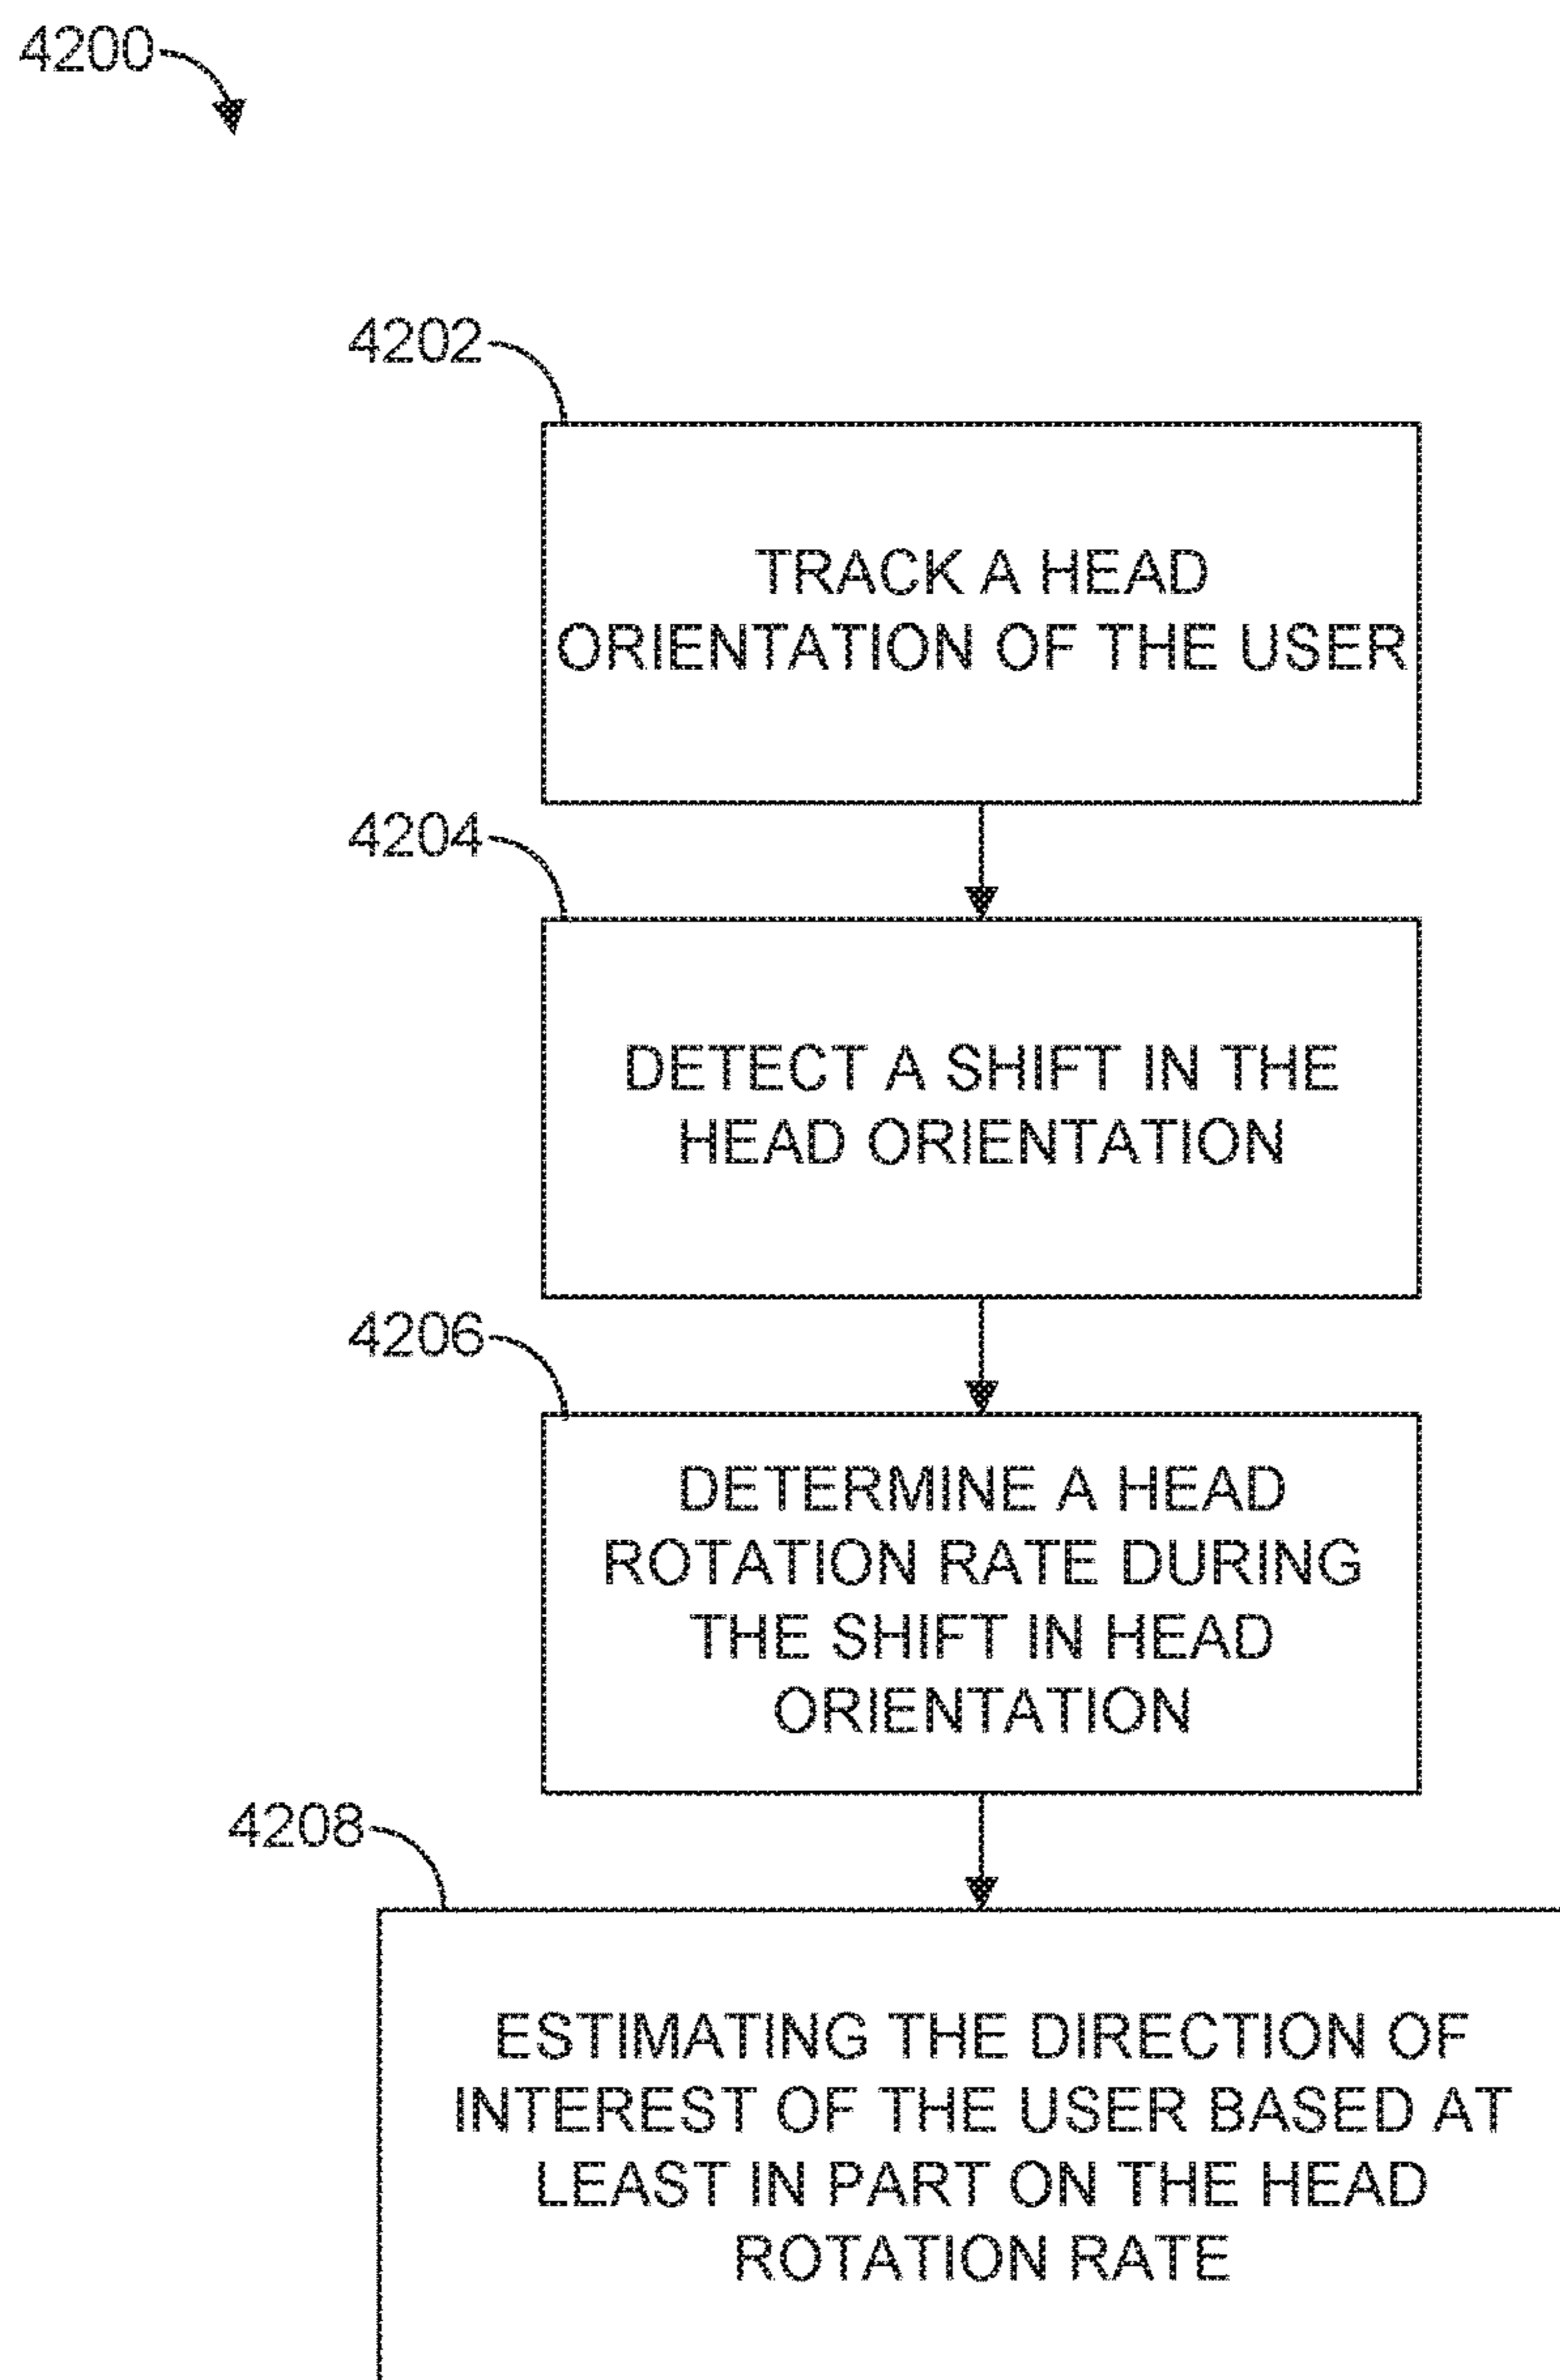 4200
4202
TRACK A HEAD
ORIENTATION OF THE USER
4204
DETECT A SHIFT IN THE
HEAD ORIENTATION
4206
DETERMINE A HEAD
ROTATION RATE DURING
THE SHIFT IN HEAD
ORIENTATION
4208
ESTIMATING THE DIRECTION OF
INTEREST OF THE USER BASED AT
LEAST IN PART ON THE HEAD
ROTATION RATE